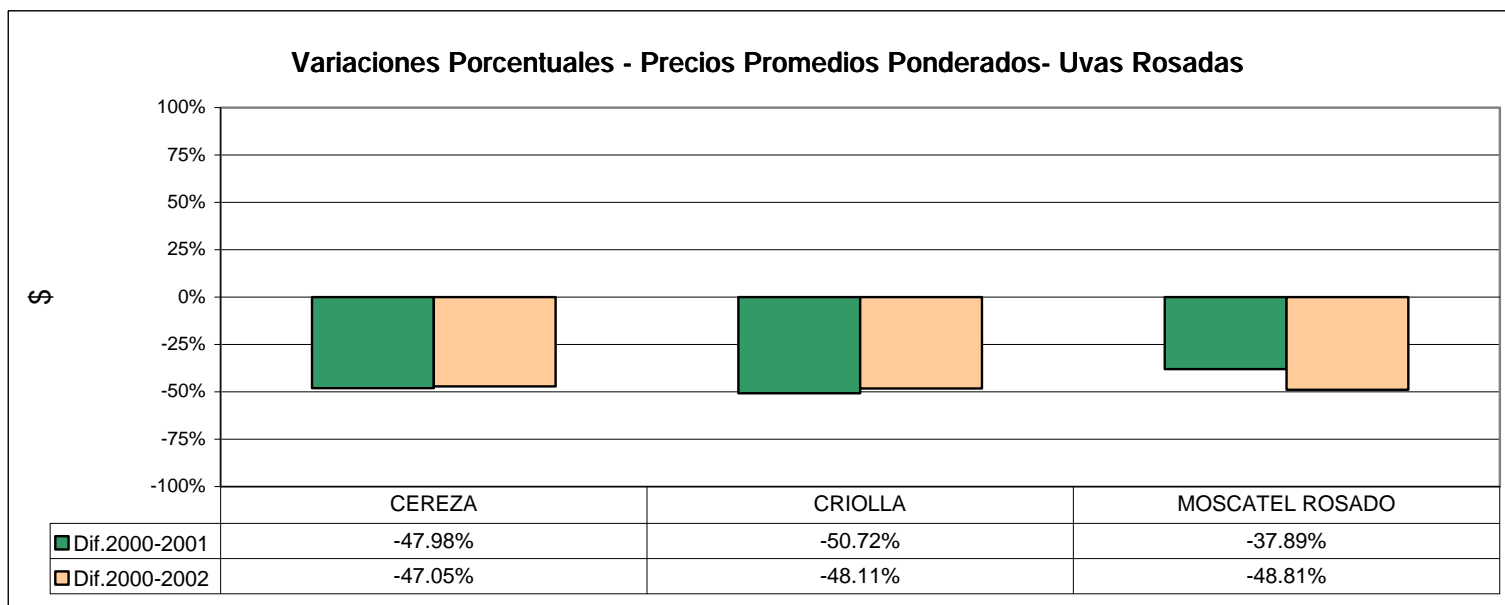 Variaciones Porcentuales - Precios Promedios Ponderados- Uvas Rosadas
100%
75%
50%
25%
0%
-25%
-50%
-75%
-100%
$
CEREZA CRIOLLA MOSCATEL ROSADO
Dif.2000-2001 -47.98% -50.72% -37.89%
Dif.2000-2002 -47.05% -48.11% -48.81%